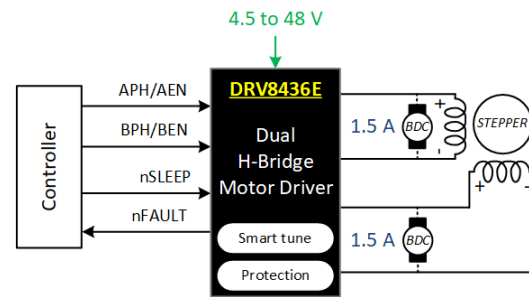 4.5 to 48 V
Controller
APH/AEN
BPH/BEN
nSLEEP
nFAULT
DRV8436E
Dual
H-Bridge
Motor Driver
Smart tune
Protection
1.5 A
BDC
+
-
STEPPER
+
-
1.5 A
BDC